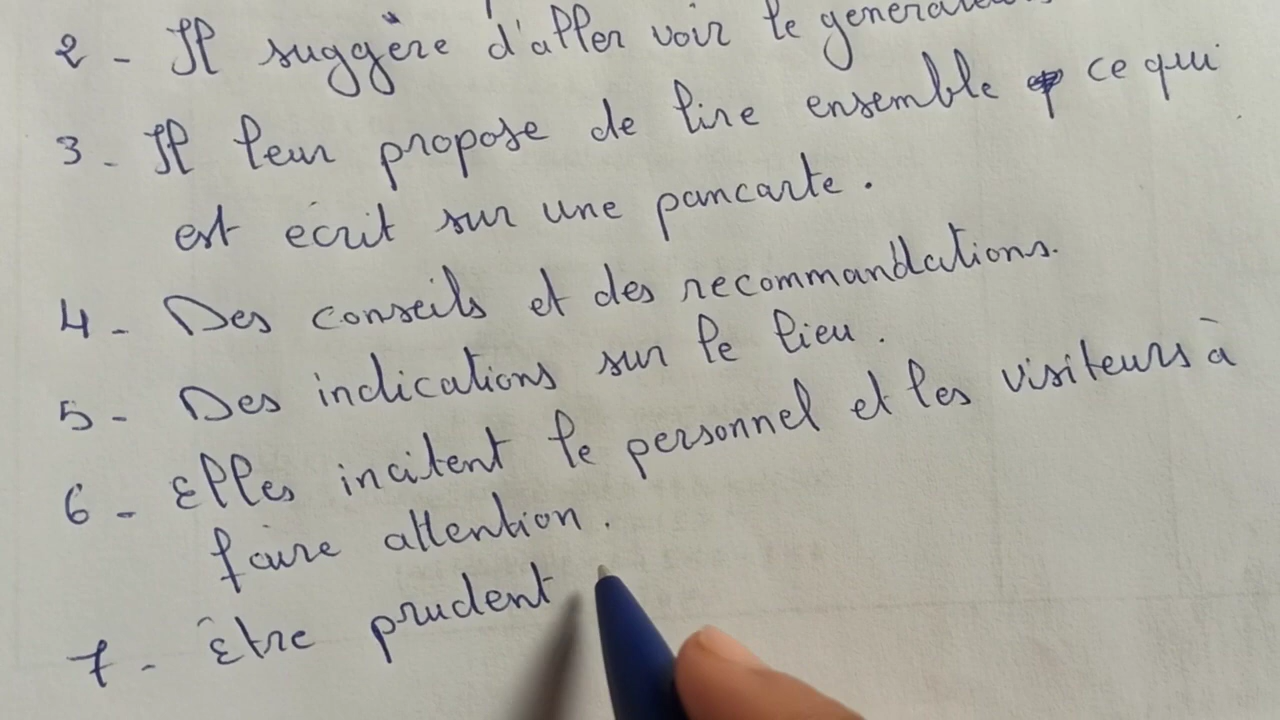 2 - Il suggère d'aller voir le
3 - Il leur propose de lire ensemble ce qui
est écrit sur une pancarte.
4 - Des conseils et des recommandations.
5 - Des indications sur le lieu.
6 - Elles incitent le personnel et les visiteurs à
faire attention.
7 - Être prudent